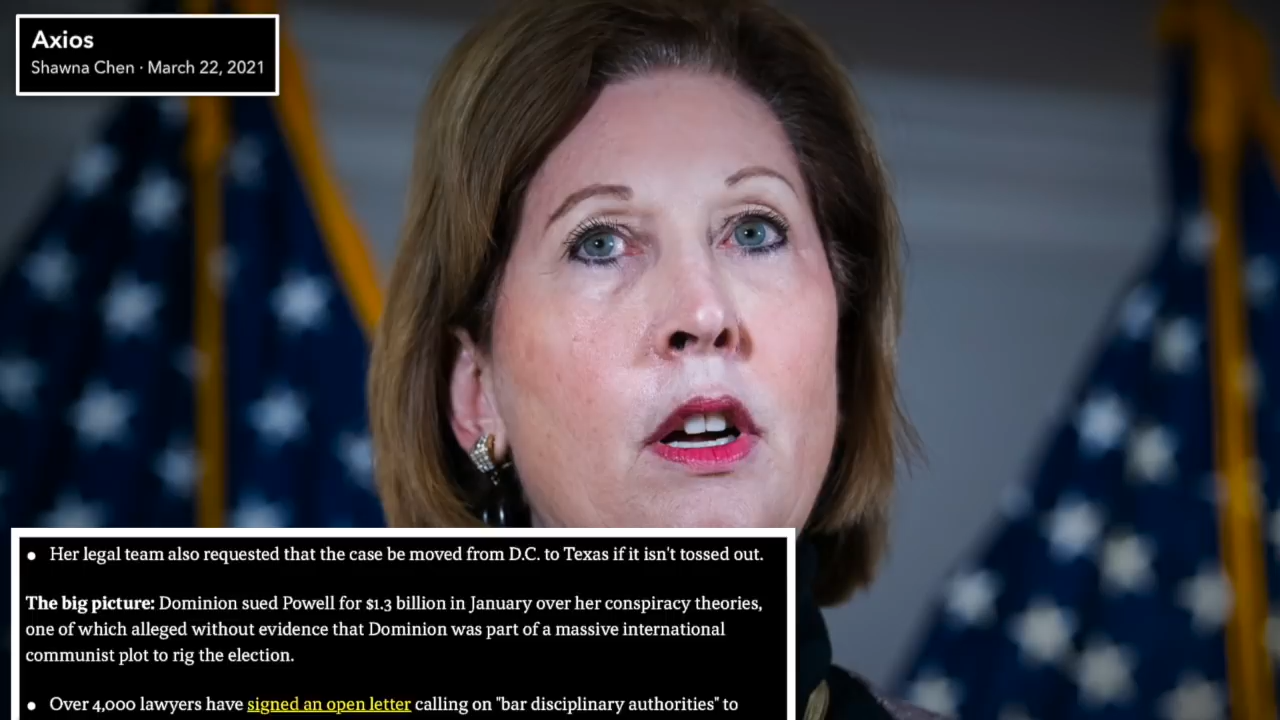 Axios
Shawna Chen · March 22, 2021
• Her legal team also requested that the case be moved from D.C. to Texas if it isn't tossed out.
The big picture: Dominion sued Powell for $1.3 billion in January over her conspiracy theories,
one of which alleged without evidence that Dominion was part of a massive international
communist plot to rig the election.
• Over 4,000 lawyers have signed an open letter calling on "bar disciplinary authorities" to